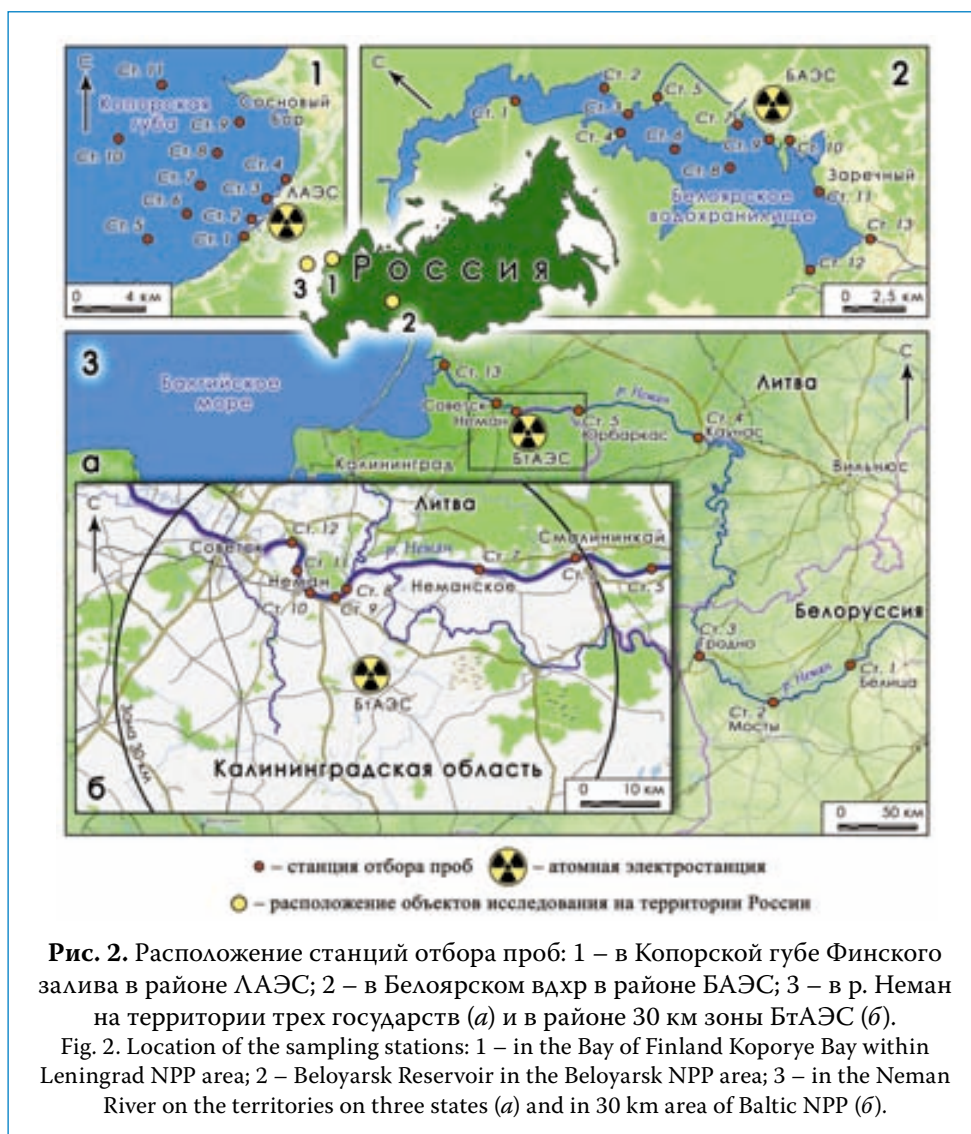 С
Ст. 11
1
Копорская
губа
Сосновый
Бор
Ст. 9
Ст. 10
Ст. 8
Ст. 4
Ст. 7
Ст. 3
ЛАЭС
Ст. 6
Ст. 2
Ст. 5
Ст. 1
0 4 км
С
Ст. 2
БАЭС
2
Ст. 1
Ст. 5
Ст. 3
Ст. 7
Ст. 4
Ст. 6
Ст. 9
Ст. 10
Ст. 8
Заречный
Белоярское
водохранилище
Ст. 11
Ст. 13
Ст. 12
0 2,5 км
Россия
3
1
2
3
Балтийское
море
Ст. 13
Литва
С
Советск
Неман
р. Неман
Ст. 5
Юрбаркас
Ст. 4
Каунас
БтАЭС
Калининград
Вильнюс
а
Белоруссия
Ст. 3
Гродно
Ст. 1
Белица
р. Неман
Ст. 2
Мосты
0 50 км
С
Литва
Ст. 12
Советск
р. Неман
Смалининкай
Ст. 7
Ст. 11
Неман
Ст. 8
Неманское
Ст.
Ст. 5
Ст. 10
Ст. 9
БтАЭС
Зона 30-км
Калининградская область
б
0 10 км
– станция отбора проб – атомная электростанция
– расположение объектов исследования на территории России
Рис. 2. Расположение станций отбора проб: 1 – в Копорской губе Финского
залива в районе ЛАЭС; 2 – в Белоярском вдхр в районе БАЭС; 3 – в р. Неман
на территории трех государств (а) и в районе 30 км зоны БтАЭС (б).
Fig. 2. Location of the sampling stations: 1 – in the Bay of Finland Koporye Bay within
Leningrad NPP area; 2 – Beloyarsk Reservoir in the Beloyarsk NPP area; 3 – in the Neman
River on the territories on three states (a) and in 30 km area of Baltic NPP (б).